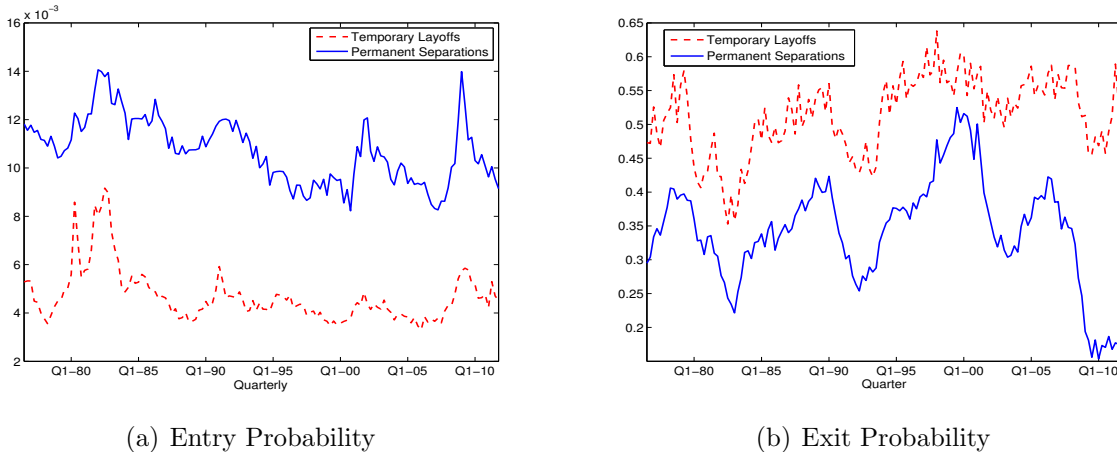 x 10⁻³
16
14
12
10
8
6
4
2
Temporary Layoffs
Permanent Separations
Q1−80 Q1−85 Q1−90 Q1−95 Q1−00 Q1−05 Q1−10
Quarterly
(a) Entry Probability
0.65
0.6
0.55
0.5
0.45
0.4
0.35
0.3
0.25
0.2
Temporary Layoffs
Permanent Separations
Q1−80 Q1−85 Q1−90 Q1−95 Q1−00 Q1−05 Q1−10
Quarter
(b) Exit Probability